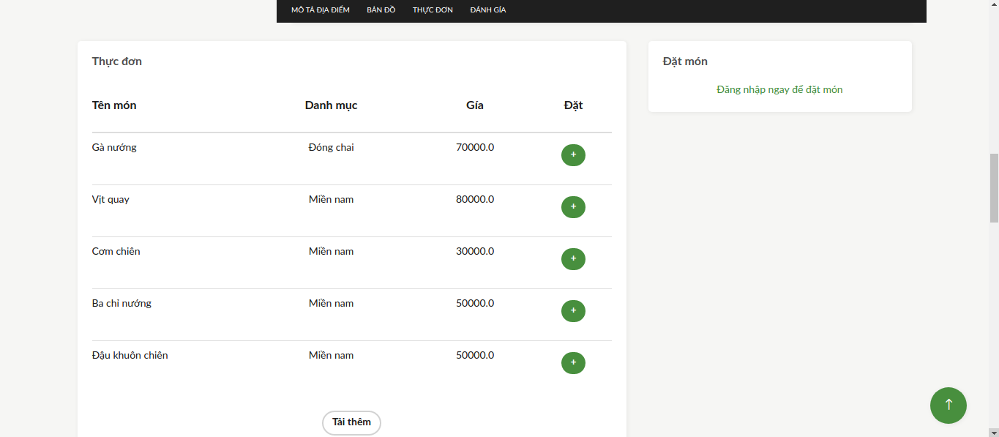 MÔ TẢ ĐỊA ĐIỂM BẢN ĐỒ THỰC ĐƠN ĐÁNH GÍA
Thực đơn
Tên món Danh mục Gía Đặt
Gà nướng Đóng chai 70000.0 +
Vịt quay Miền nam 80000.0 +
Cơm chiên Miền nam 30000.0 +
Ba chỉ nướng Miền nam 50000.0 +
Đậu khuôn chiên Miền nam 50000.0 +
Tải thêm
Đặt món
Đăng nhập ngay để đặt món